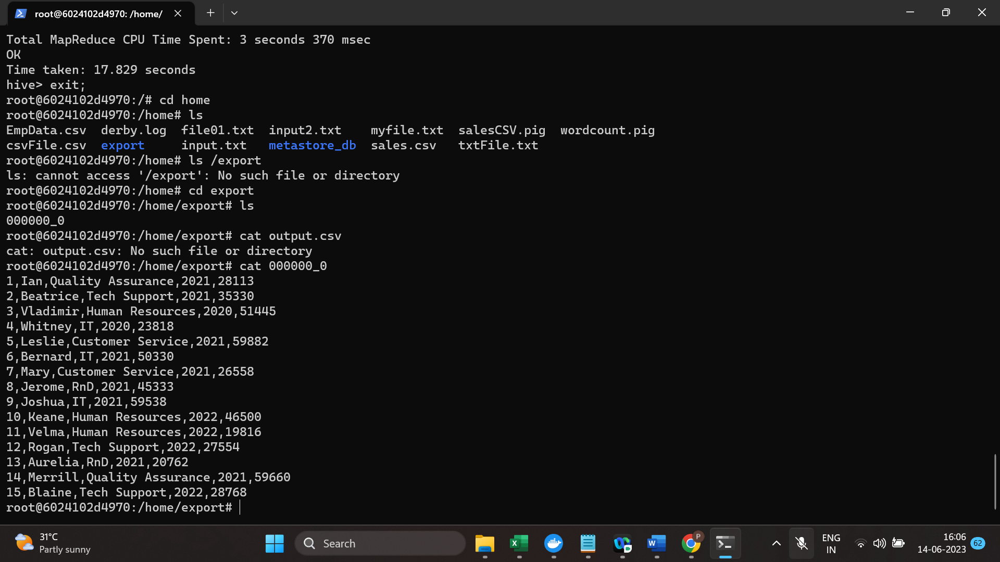 root@6024102d4970: /home/
Total MapReduce CPU Time Spent: 3 seconds 370 msec
OK
Time taken: 17.829 seconds
hive> exit;
root@6024102d4970:/# cd home
root@6024102d4970:/home# ls
EmpData.csv  derby.log  file01.txt  input2.txt    myfile.txt  salesCSV.pig  wordcount.pig
csvFile.csv  export     input.txt   metastore_db  sales.csv   txtFile.txt
root@6024102d4970:/home# ls /export
ls: cannot access '/export': No such file or directory
root@6024102d4970:/home# cd export
root@6024102d4970:/home/export# ls
000000_0
root@6024102d4970:/home/export# cat output.csv
cat: output.csv: No such file or directory
root@6024102d4970:/home/export# cat 000000_0
1,Ian,Quality Assurance,2021,28113
2,Beatrice,Tech Support,2021,35330
3,Vladimir,Human Resources,2020,51445
4,Whitney,IT,2020,23818
5,Leslie,Customer Service,2021,59882
6,Bernard,IT,2021,50330
7,Mary,Customer Service,2021,26558
8,Jerome,RnD,2021,45333
9,Joshua,IT,2021,59538
10,Keane,Human Resources,2022,46500
11,Velma,Human Resources,2022,19816
12,Rogan,Tech Support,2022,27554
13,Aurelia,RnD,2021,20762
14,Merrill,Quality Assurance,2021,59660
15,Blaine,Tech Support,2022,28768
root@6024102d4970:/home/export#
31°C
Partly sunny
Search
X
W
P
ENG
IN
16:06
14-06-2023
62